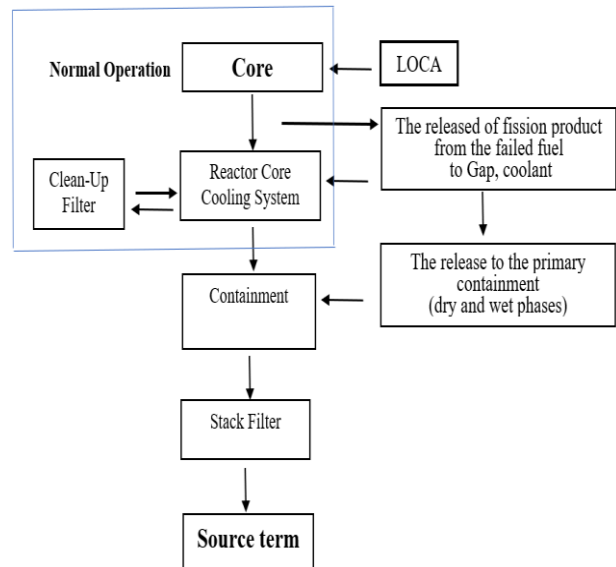 Normal Operation
Core
LOCA
The released of fission product
from the failed fuel
to Gap, coolant
Clean-Up
Filter
Reactor Core
Cooling System
The release to the primary
containment
(dry and wet phases)
Containment
Stack Filter
Source term